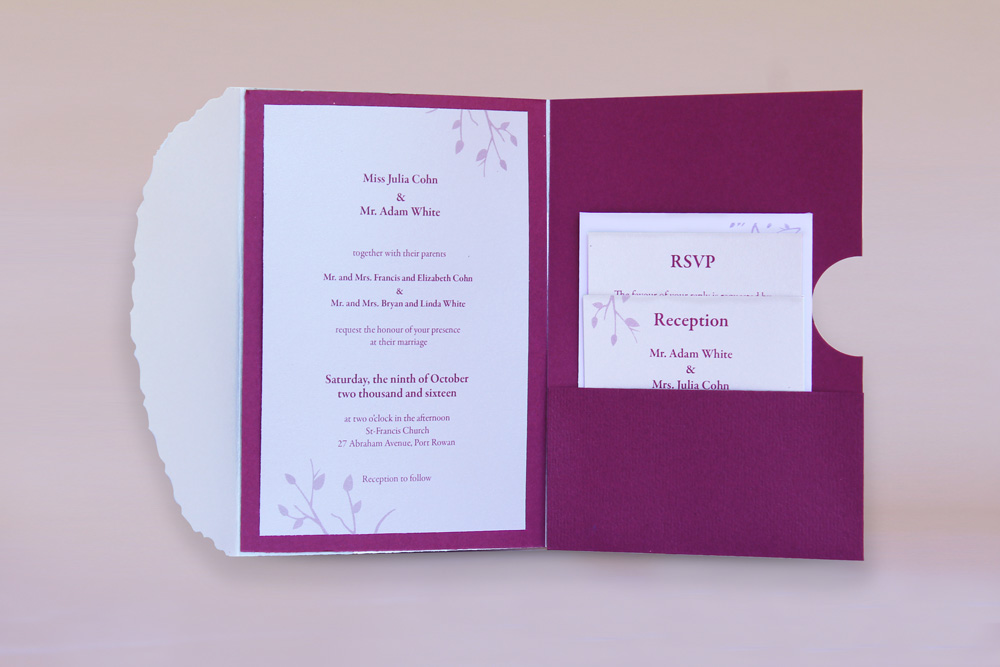 Miss Julia Cohn
&
Mr. Adam White
together with their parents
Mr. and Mrs. Francis and Elizabeth Cohn
&
Mr. and Mrs. Bryan and Linda White
request the honour of your presence
at their marriage
Saturday, the ninth of October
two thousand and sixteen
at two o'clock in the afternoon
St-Francis Church
27 Abraham Avenue, Port Rowan
Reception to follow
RSVP
The favour of your reply is requested by
Reception
Mr. Adam White
&
Mrs. Julia Cohn